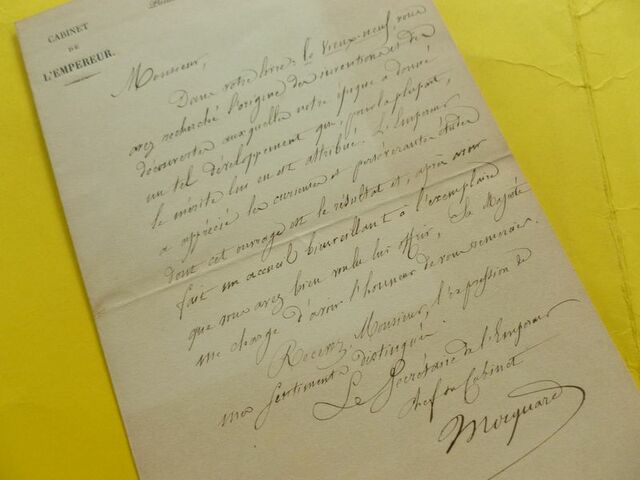 CABINET
DE
L'EMPEREUR.
Monsieur,
Dans votre livre: le Vieux-neuf, vous
avez recherché l'origine des inventions et des
découvertes auxquelles notre époque a donné
un tel développement que, pour la plupart,
le mérite lui en est attribué. L'Empereur
a apprécié les curieuses et persévérantes études
dont cet ouvrage est le résultat et, après avoir
fait un accueil bienveillant à l'exemplaire
que vous avez bien voulu lui offrir, Sa Majesté
me charge d'avoir l'honneur de vous remercier.
Recevez, Monsieur, l'expression de
mes sentiments distingués.
Le Secrétaire de l'Empereur
Chef du Cabinet
Mocquard